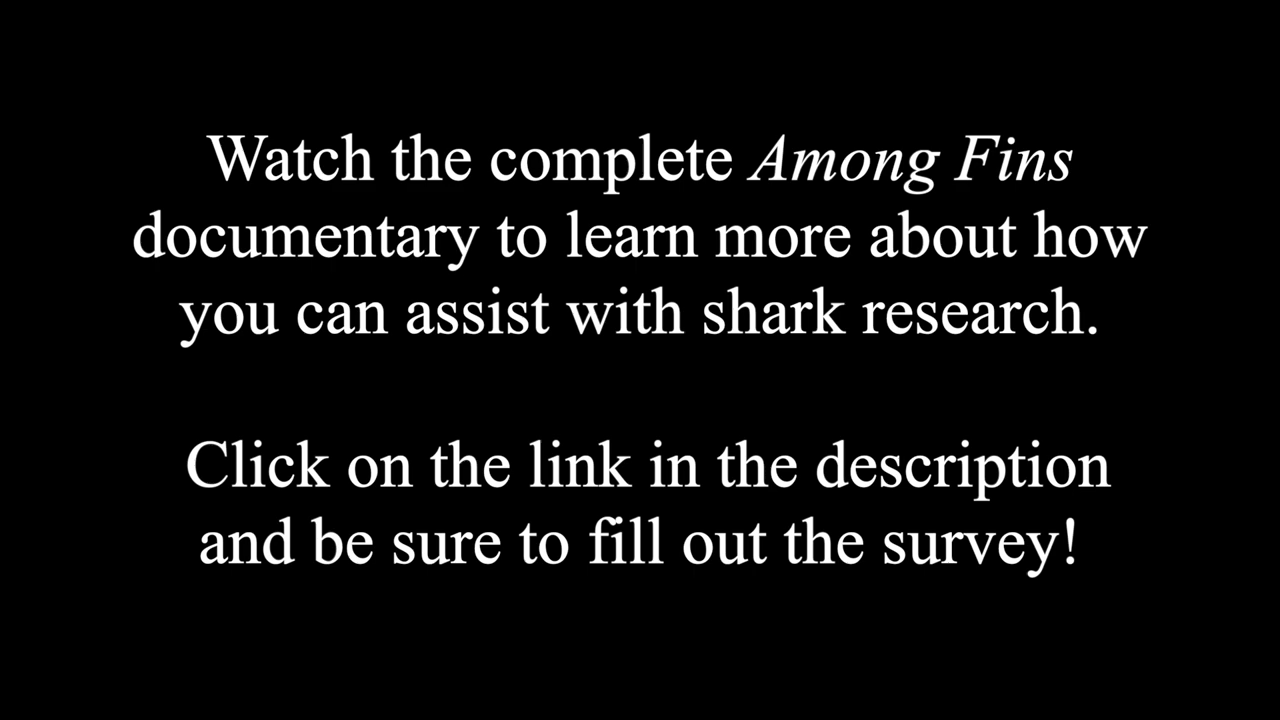 Watch the complete Among Fins
documentary to learn more about how
you can assist with shark research.
Click on the link in the description
and be sure to fill out the survey!